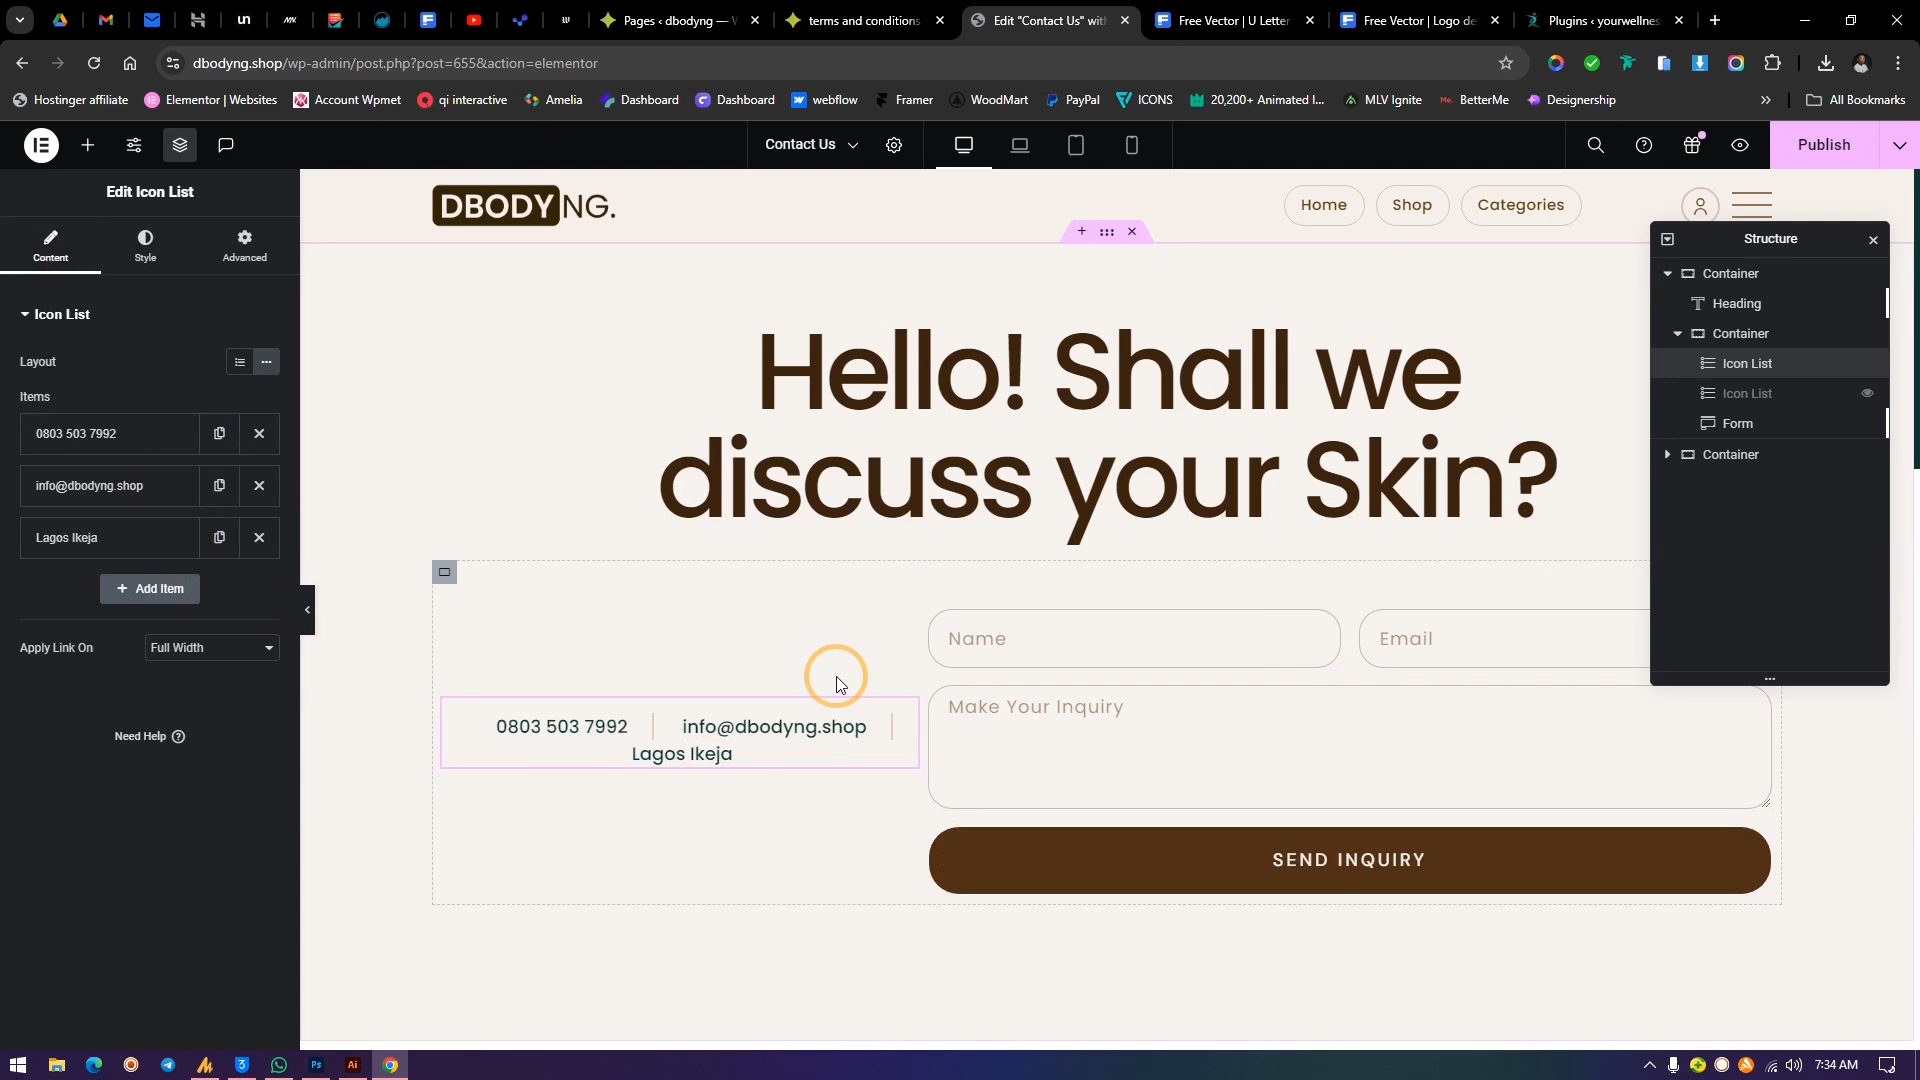 Pages ‹ dbodyng — W
terms and conditions
Edit "Contact Us" with
Free Vector | U Letter
Free Vector | Logo de
Plugins ‹ yourwellnes
dbodyng.shop/wp-admin/post.php?post=655&action=elementor
Hostinger affiliate
Elementor | Websites
Account Wpmet
qi interactive
Amelia
Dashboard
Dashboard
webflow
Framer
WoodMart
PayPal
ICONS
20,200+ Animated I...
MLV Ignite
BetterMe
Designership
All Bookmarks
Contact Us
Publish
Edit Icon List
Content
Style
Advanced
Icon List
Layout
Items
0803 503 7992
info@dbodyng.shop
Lagos Ikeja
Add Item
Apply Link On
Full Width
Need Help
DBODYNG.
Home
Shop
Categories
Hello! Shall we
discuss your Skin?
0803 503 7992
info@dbodyng.shop
Lagos Ikeja
Name
Email
Make Your Inquiry
SEND INQUIRY
Structure
Container
Heading
Container
Icon List
Icon List
Form
Container
Ps
Ai
7:34 AM